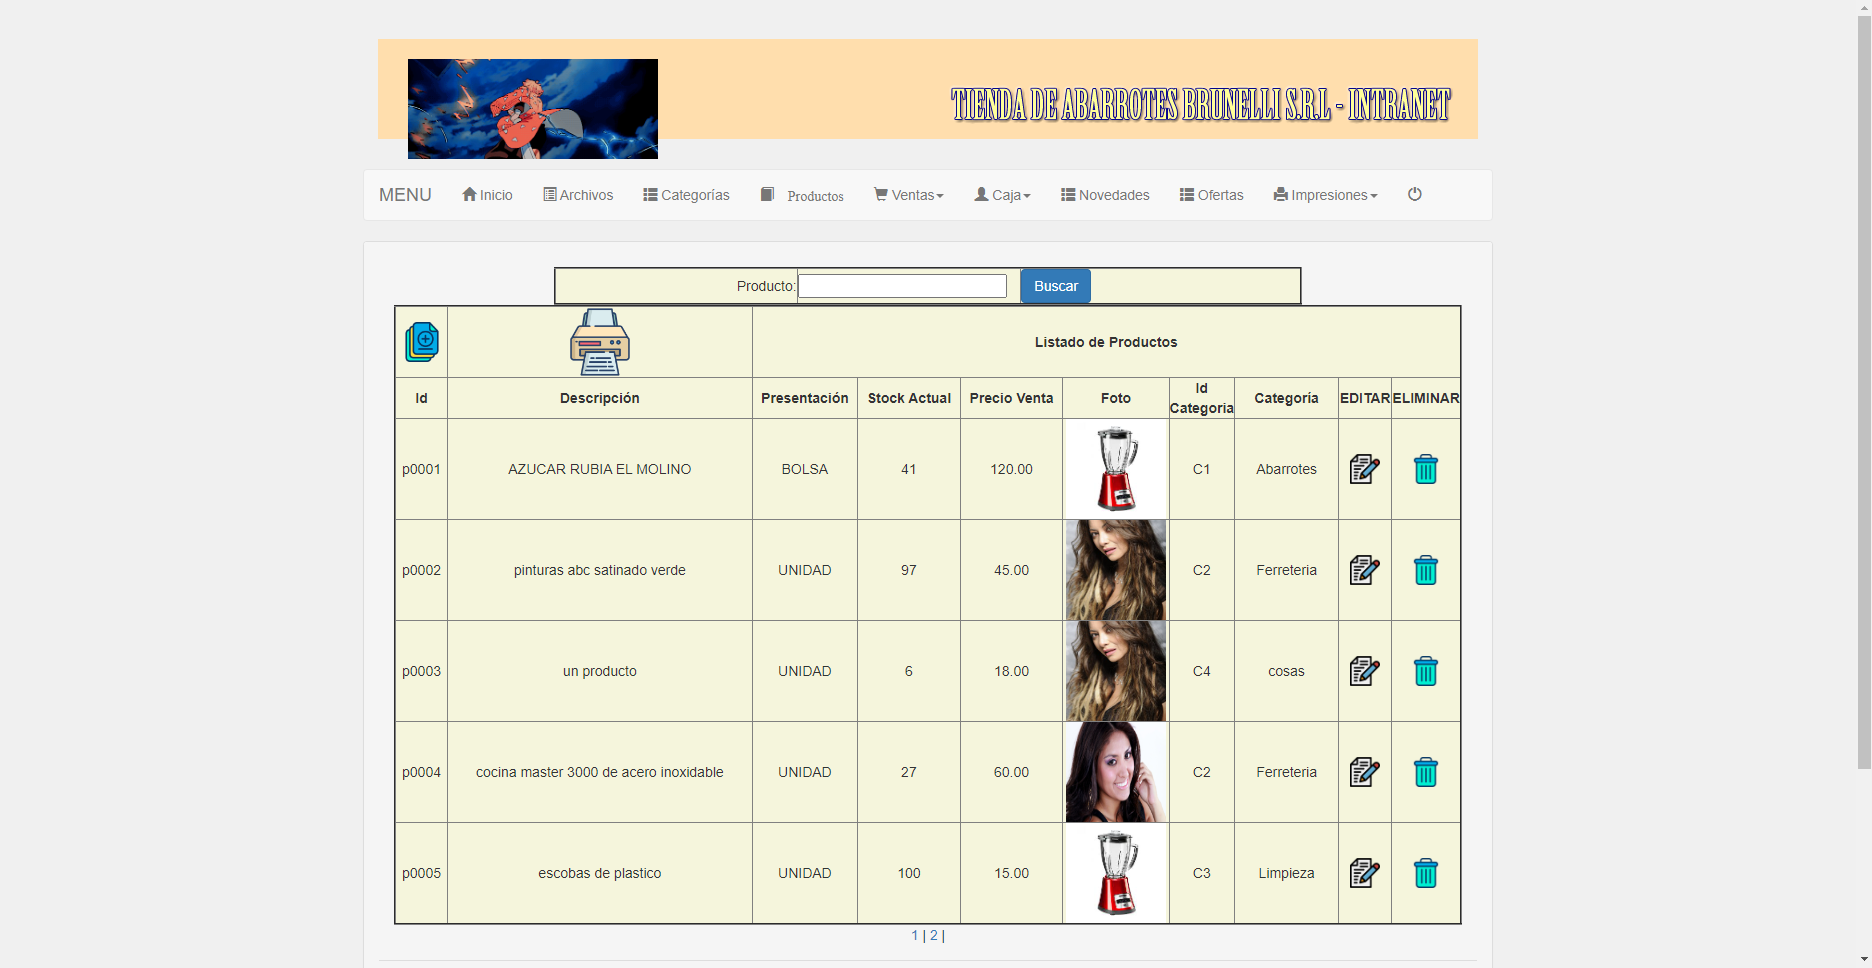 TIENDA DE ABARROTES BRUNELLI S.R.L - INTRANET
MENU Inicio Archivos Categorías Productos Ventas Caja Novedades Ofertas Impresiones
Producto: Buscar
Listado de Productos
Id Descripción Presentación Stock Actual Precio Venta Foto Id Categoria Categoría EDITAR ELIMINAR
p0001 AZUCAR RUBIA EL MOLINO BOLSA 41 120.00 C1 Abarrotes
p0002 pinturas abc satinado verde UNIDAD 97 45.00 C2 Ferreteria
p0003 un producto UNIDAD 6 18.00 C4 cosas
p0004 cocina master 3000 de acero inoxidable UNIDAD 27 60.00 C2 Ferreteria
p0005 escobas de plastico UNIDAD 100 15.00 C3 Limpieza
1 | 2 |